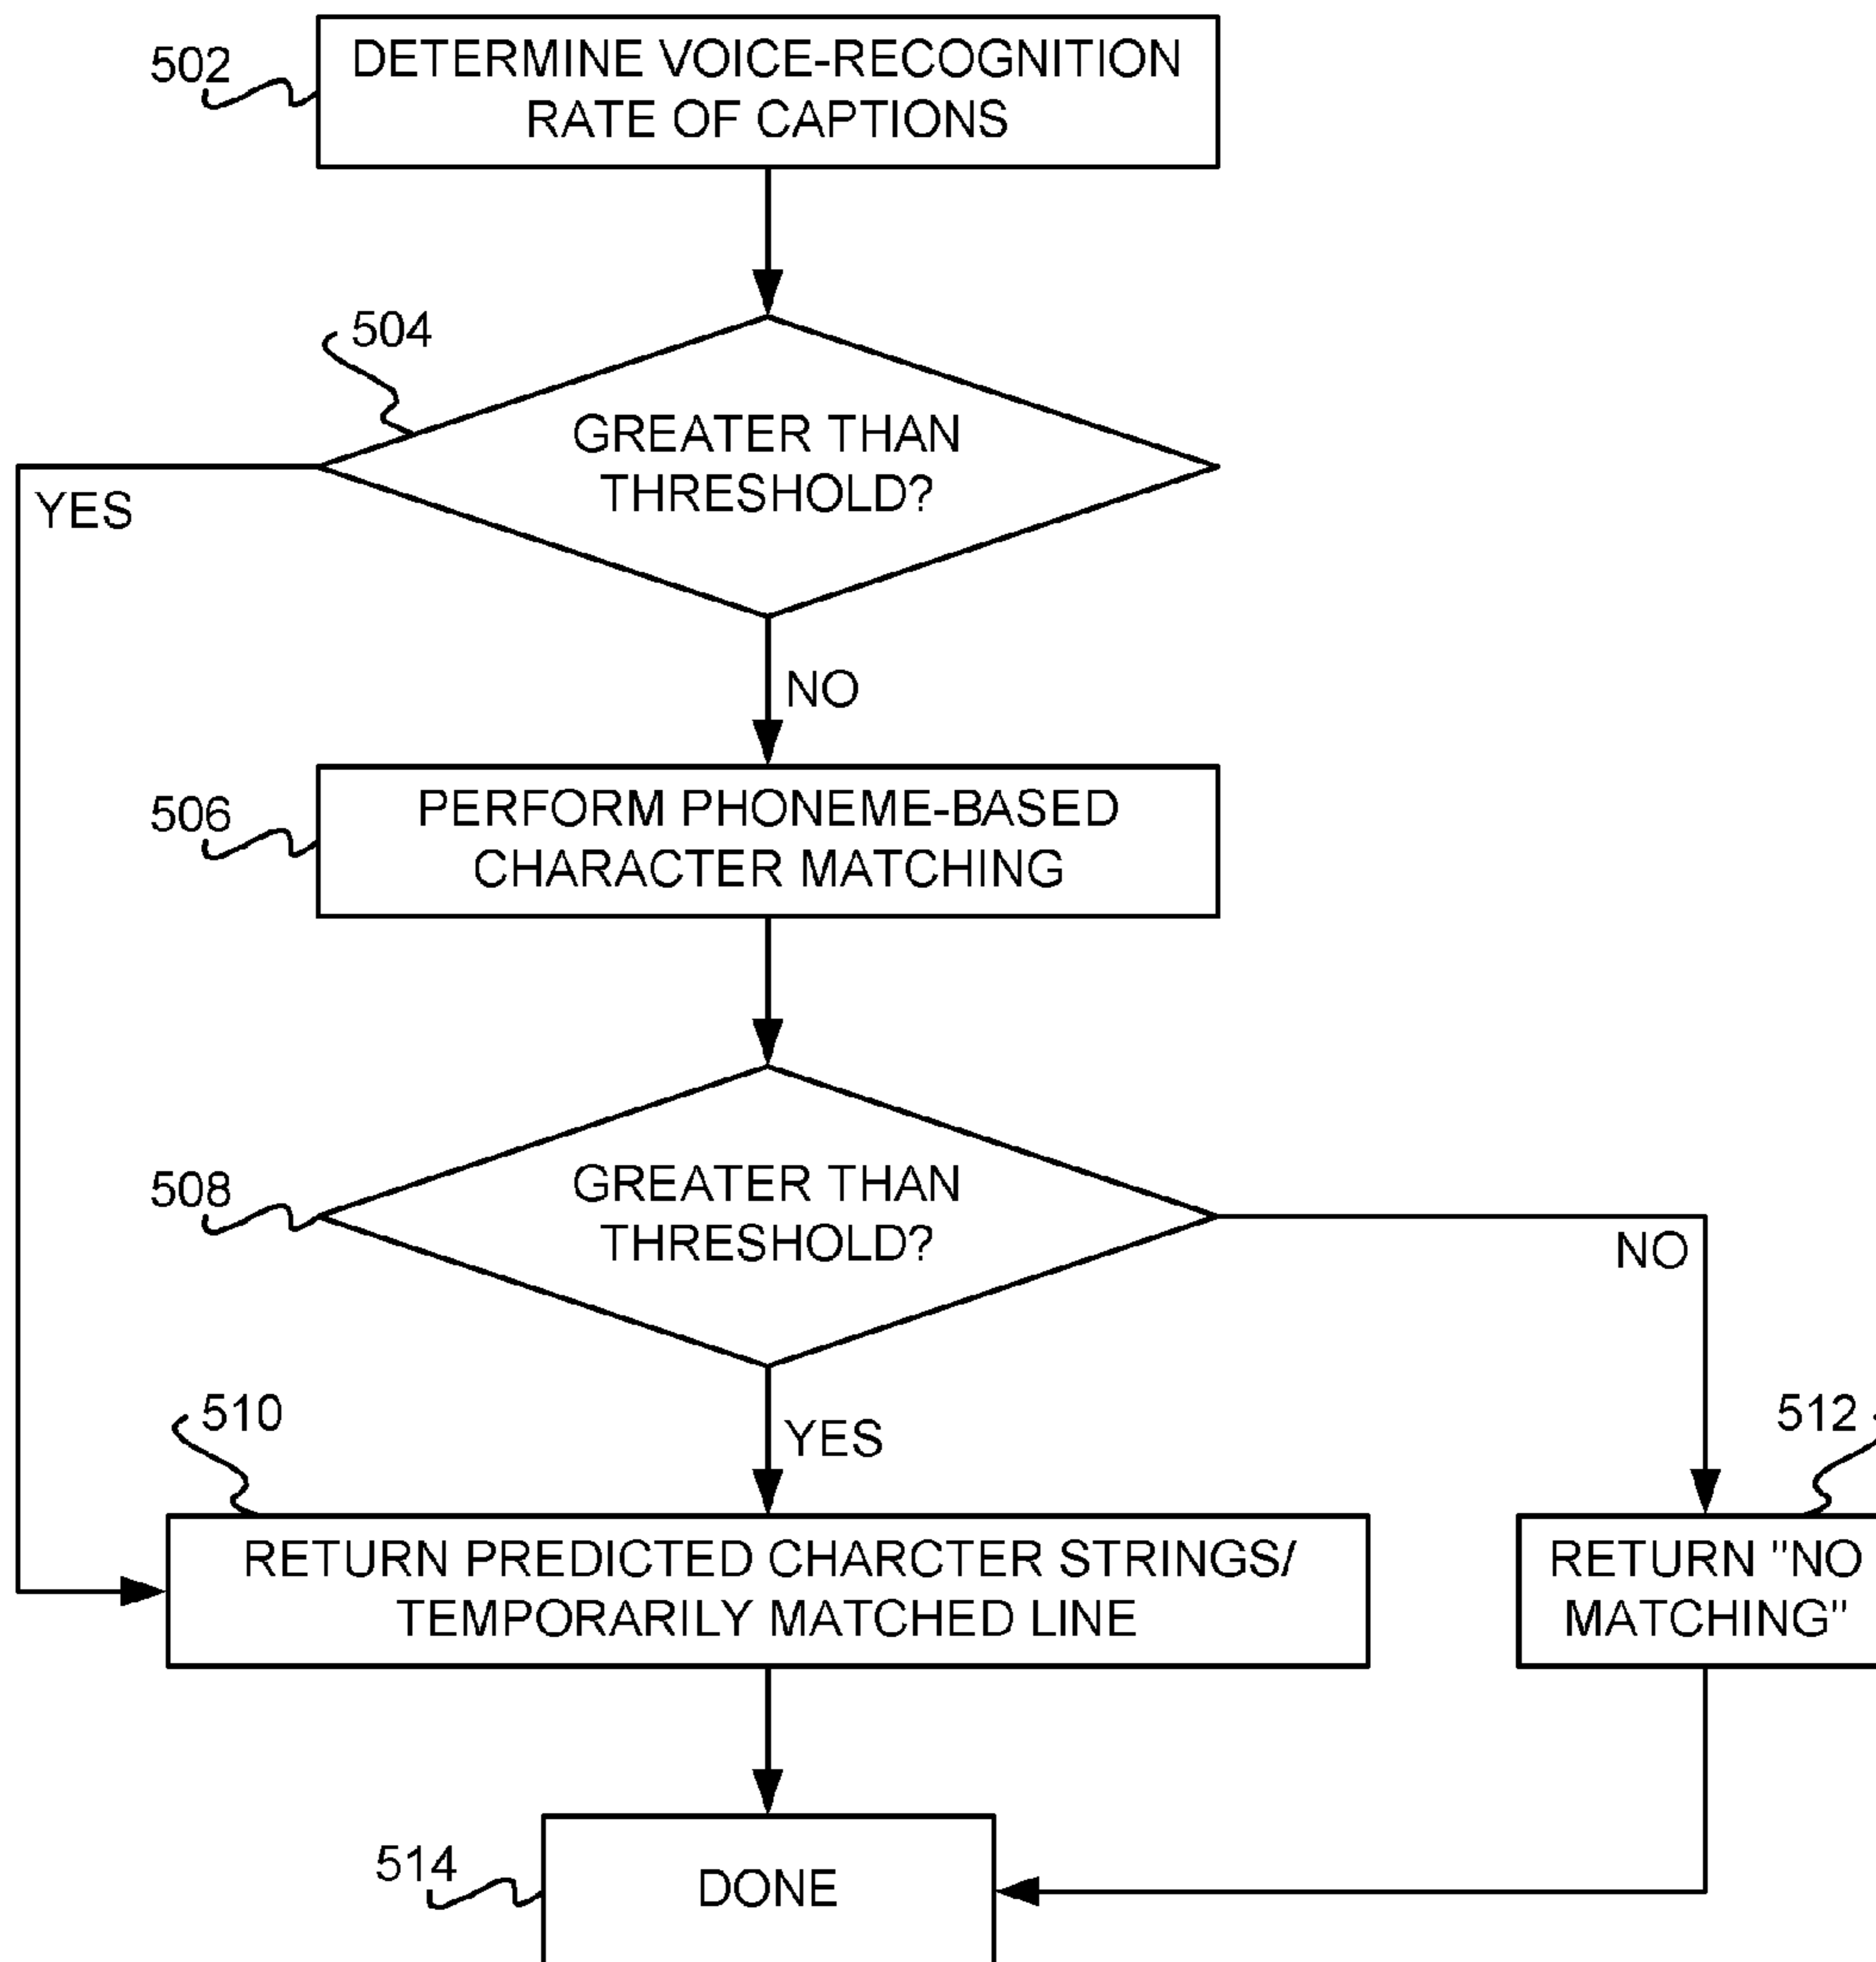 502
DETERMINE VOICE-RECOGNITION
RATE OF CAPTIONS
504
GREATER THAN
THRESHOLD?
YES
NO
506
PERFORM PHONEME-BASED
CHARACTER MATCHING
508
GREATER THAN
THRESHOLD?
NO
YES
510
512
RETURN PREDICTED CHARCTER STRINGS/
TEMPORARILY MATCHED LINE
RETURN "NO
MATCHING"
514
DONE